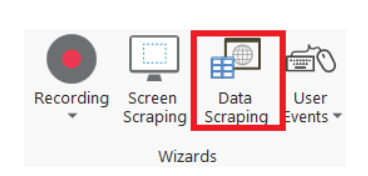 Recording
Screen
Scraping
Data
Scraping
User
Events
Wizards